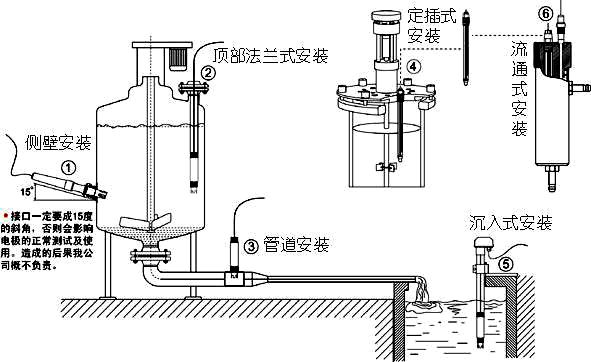 顶部法兰式安装
②
定插式
安装
④
⑥
流通式安装
侧壁安装
①
15°
•接口一定要成15度
的斜角，否则会影响
电极的正常测试及使
用。造成的后果我公
司概不负责。
③
管道安装
沉入式安装
⑤